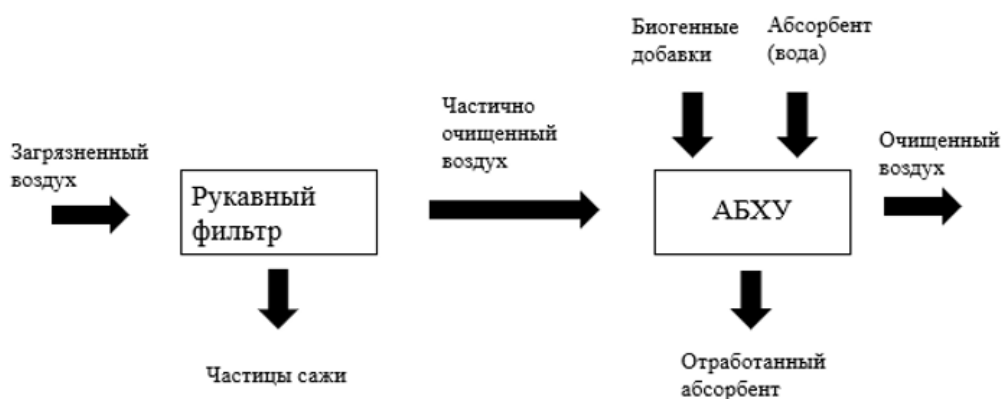 Биогенные
добавки
Абсорбент
(вода)
Частично
очищенный
воздух
Загрязненный
воздух
Очищенный
воздух
Рукавный
фильтр
АБХУ
Частицы сажи
Отработанный
абсорбент